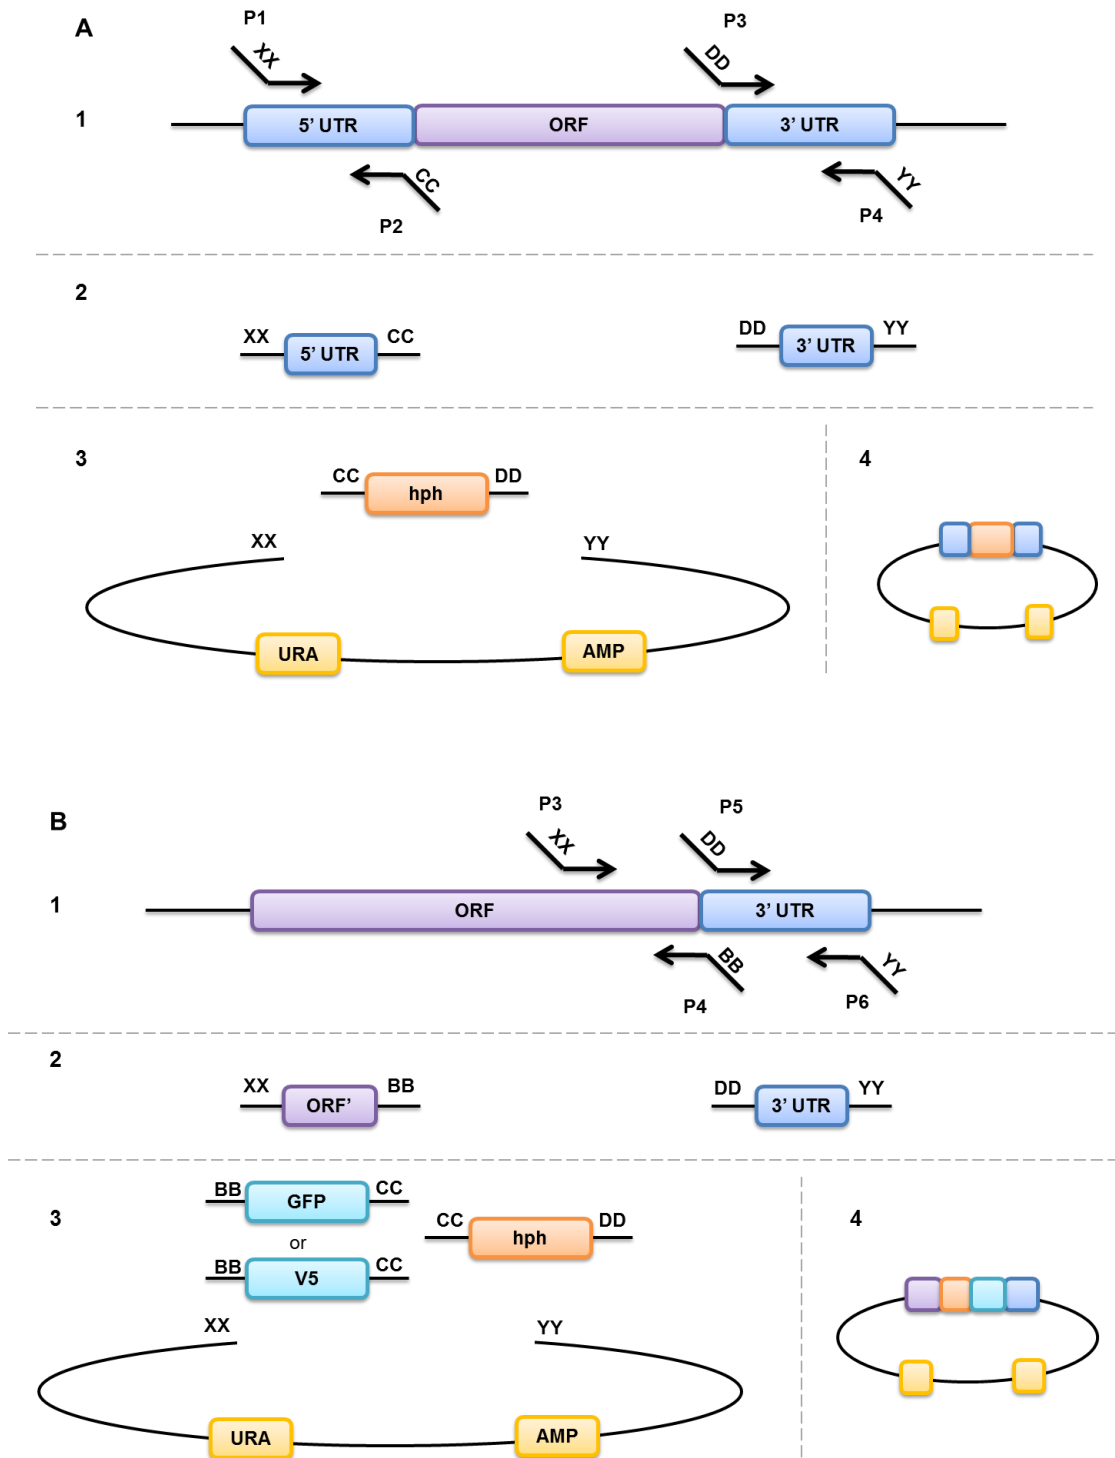 A
P1
P3
XX
DD
1
5' UTR
ORF
3' UTR
CC
YY
P2
P4
2
XX
CC
5' UTR
DD
YY
3' UTR
3
CC
hph
DD
XX
YY
URA
AMP
4
B
P3
P5
XX
DD
1
ORF
3' UTR
BB
YY
P4
P6
2
XX
BB
ORF'
DD
YY
3' UTR
3
BB
GFP
CC
or
BB
V5
CC
CC
hph
DD
XX
YY
URA
AMP
4